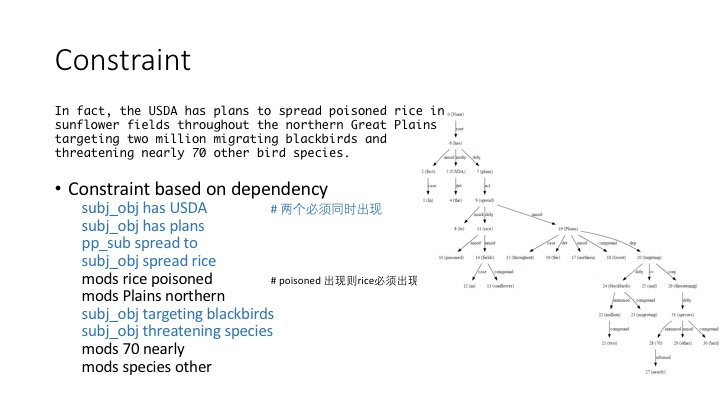 Constraint
In fact, the USDA has plans to spread poisoned rice in
sunflower fields throughout the northern Great Plains
targeting two million migrating blackbirds and
threatening nearly 70 other bird species.
• Constraint based on dependency
subj_obj has USDA # 两个必须同时出现
subj_obj has plans
pp_sub spread to
subj_obj spread rice
mods rice poisoned # poisoned 出现则rice必须出现
mods Plains northern
subj_obj targeting blackbirds
subj_obj threatening species
mods 70 nearly
mods species other
0 (None)
root
6 (has)
nmod nsubj dobj
2 (fact) 5 (USDA) 7 (plans)
case det acl
1 (In) 4 (the) 9 (spread)
mark dobj nmod
8 (to) 11 (rice) 19 (Plains)
amod nmod case det amod compound dep
10 (poisoned) 14 (fields) 15 (throughout) 16 (the) 17 (northern) 18 (Great) 20 (targeting)
case compound dobj cc conj
12 (in) 13 (sunflower) 24 (blackbirds) 25 (and) 26 (threatening)
nummod compound dobj
22 (million) 23 (migrating) 31 (species)
compound nummod amod compound
21 (two) 28 (70) 29 (other) 30 (bird)
advmod
27 (nearly)